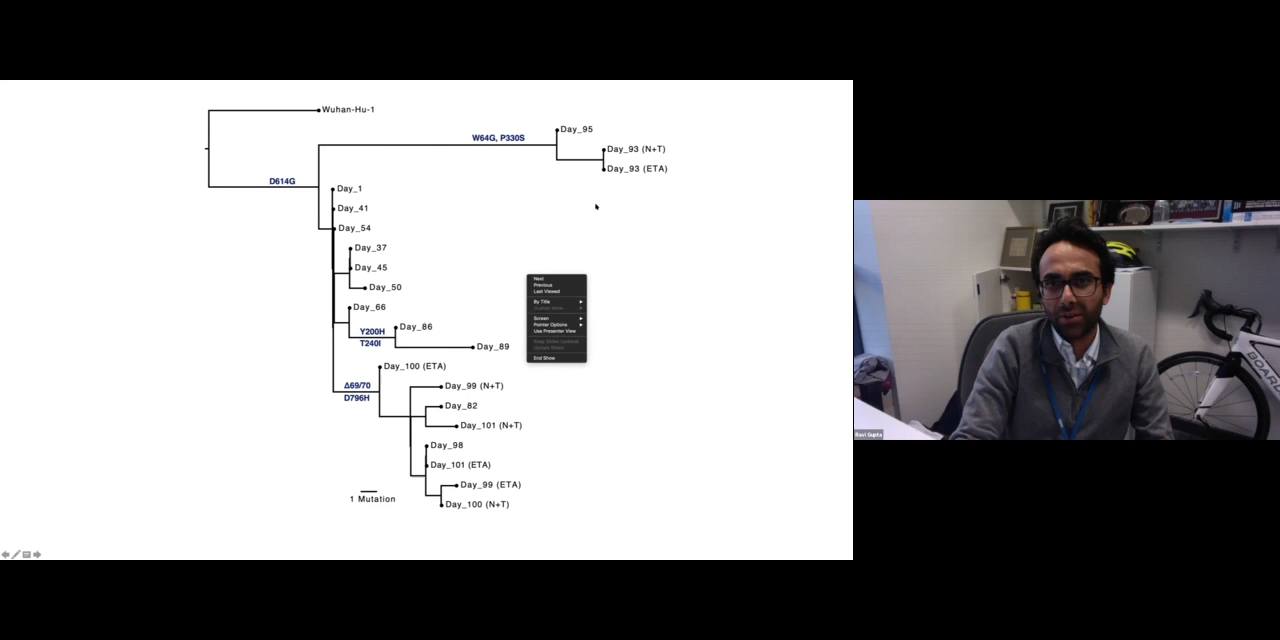 Wuhan-Hu-1
Day_95
W64G, P330S
Day_93 (N+T)
Day_93 (ETA)
D614G
Day_1
Day_41
Day_54
Day_37
Day_45
Day_50
Day_66
Day_86
Y200H
T240I
Day_89
Day_100 (ETA)
Δ69/70
D796H
Day_99 (N+T)
Day_82
Day_101 (N+T)
Day_98
Day_101 (ETA)
Day_99 (ETA)
Day_100 (N+T)
1 Mutation
Next
Previous
Last Viewed
By Title
Screen
Pointer Options
Use Presenter View
End Show
Ravi Gupta
BOARD